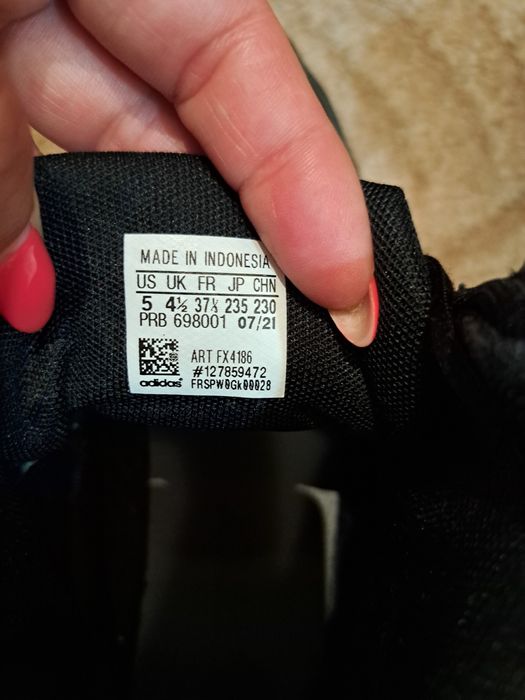 MADE IN INDONESIA
US UK FR JP CHN
5 4½ 37⅓ 235 230
PRB 698001 07/21
ART FX4186
#127859472
adidas FRSPW0Gk00028